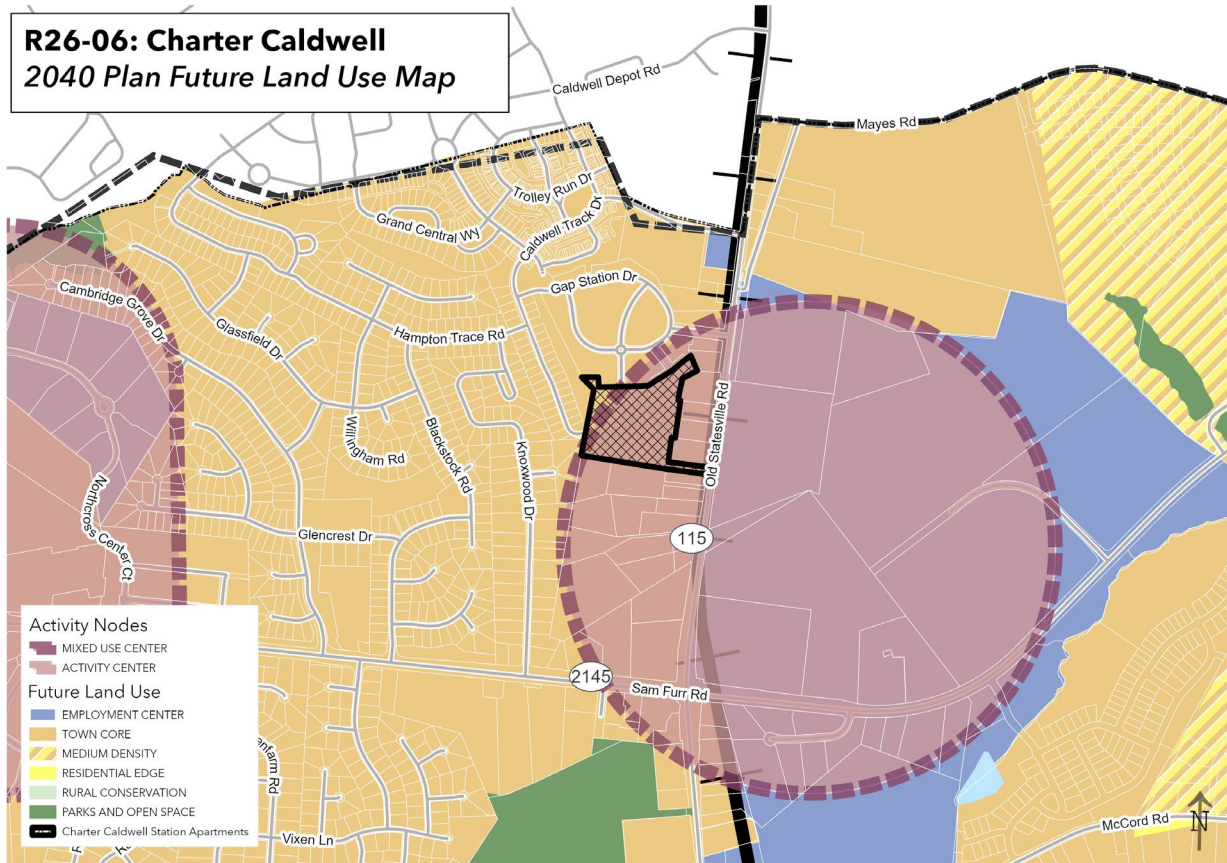 R26-06: Charter Caldwell
2040 Plan Future Land Use Map
Caldwell Depot Rd
Mayes Rd
Trolley Run Dr
Grand Central Wy
Caldwell Track Dr
Gap Station Dr
Cambridge Grove Dr
Glassfield Dr
Hampton Trace Rd
Old Statesville Rd
Willingham Rd
Blackstock Rd
Knoxwood Dr
Northcross Center Ct
Glencrest Dr
115
2145
Sam Furr Rd
Activity Nodes
MIXED USE CENTER
ACTIVITY CENTER
Future Land Use
EMPLOYMENT CENTER
TOWN CORE
MEDIUM DENSITY
RESIDENTIAL EDGE
RURAL CONSERVATION
PARKS AND OPEN SPACE
Charter Caldwell Station Apartments
Vixen Ln
McCord Rd
N